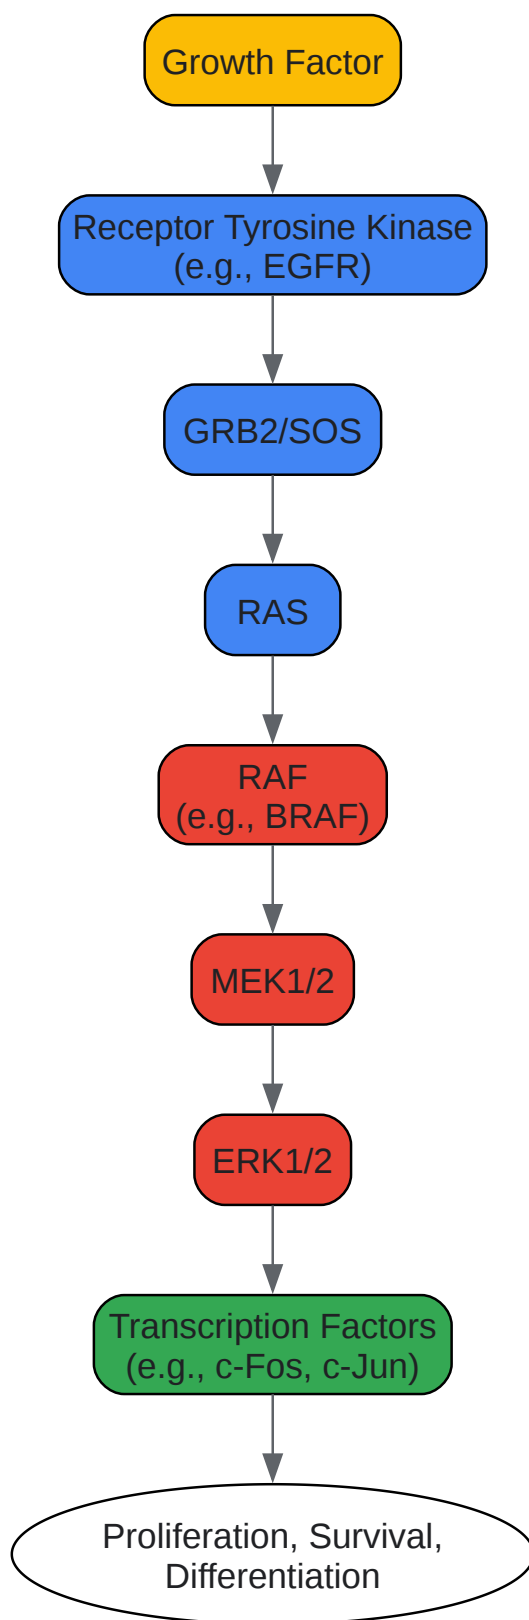 Growth Factor
Receptor Tyrosine Kinase
(e.g., EGFR)
GRB2/SOS
RAS
RAF
(e.g., BRAF)
MEK1/2
ERK1/2
Transcription Factors
(e.g., c-Fos, c-Jun)
Proliferation, Survival,
Differentiation